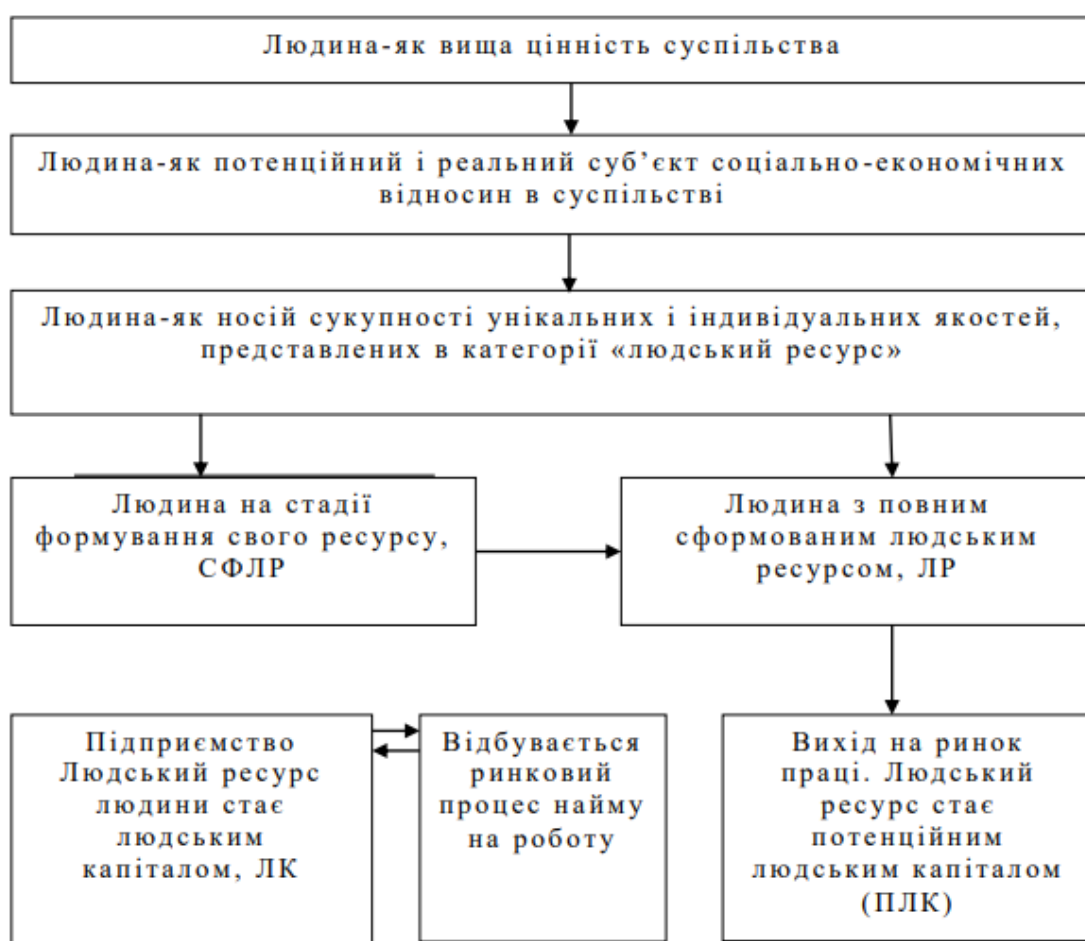 Людина-як вища цінність суспільства
Людина-як потенційний і реальний суб’єкт соціально-економічних
відносин в суспільстві
Людина-як носій сукупності унікальних і індивідуальних якостей,
представлених в категорії «людський ресурс»
Людина на стадії
формування свого ресурсу,
СФЛР
Людина з повним
сформованим людським
ресурсом, ЛР
Підприємство
Людський ресурс
людини стає
людським
капіталом, ЛК
Відбувається
ринковий
процес найму
на роботу
Вихід на ринок
праці. Людський
ресурс стає
потенційним
людським капіталом
(ПЛК)